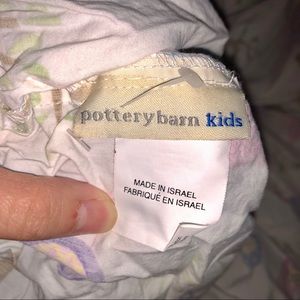 potterybarn kids
MADE IN ISRAEL
FABRIQUÉ EN ISRAEL